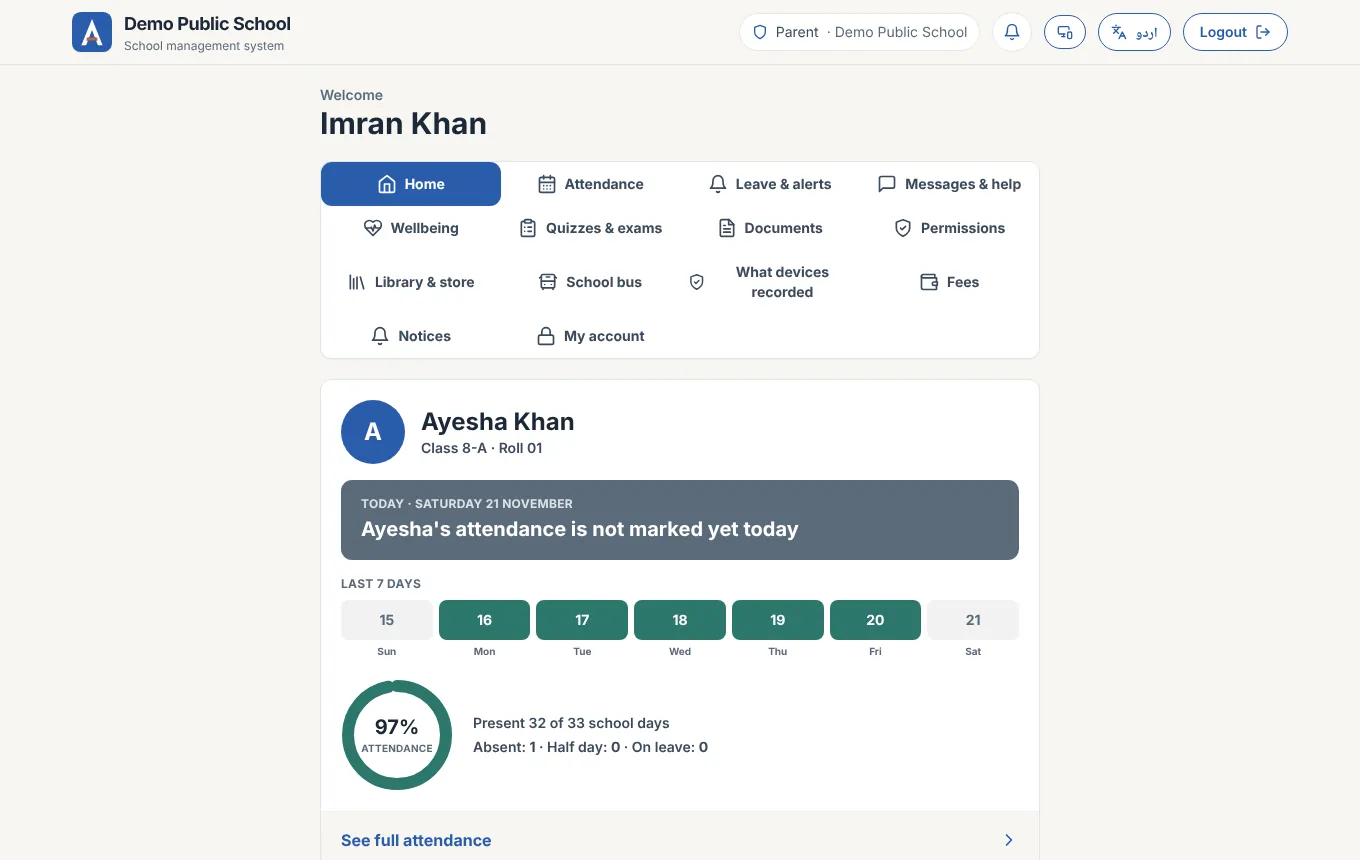 Demo Public School
School management system
Parent · Demo Public School
اردو
Logout
Welcome
Imran Khan
Home
Attendance
Leave & alerts
Messages & help
Wellbeing
Quizzes & exams
Documents
Permissions
Library & store
School bus
What devices
recorded
Fees
Notices
My account
A
Ayesha Khan
Class 8-A · Roll 01
TODAY · SATURDAY 21 NOVEMBER
Ayesha's attendance is not marked yet today
LAST 7 DAYS
15 16 17 18 19 20 21
Sun Mon Tue Wed Thu Fri Sat
97%
ATTENDANCE
Present 32 of 33 school days
Absent: 1 · Half day: 0 · On leave: 0
See full attendance